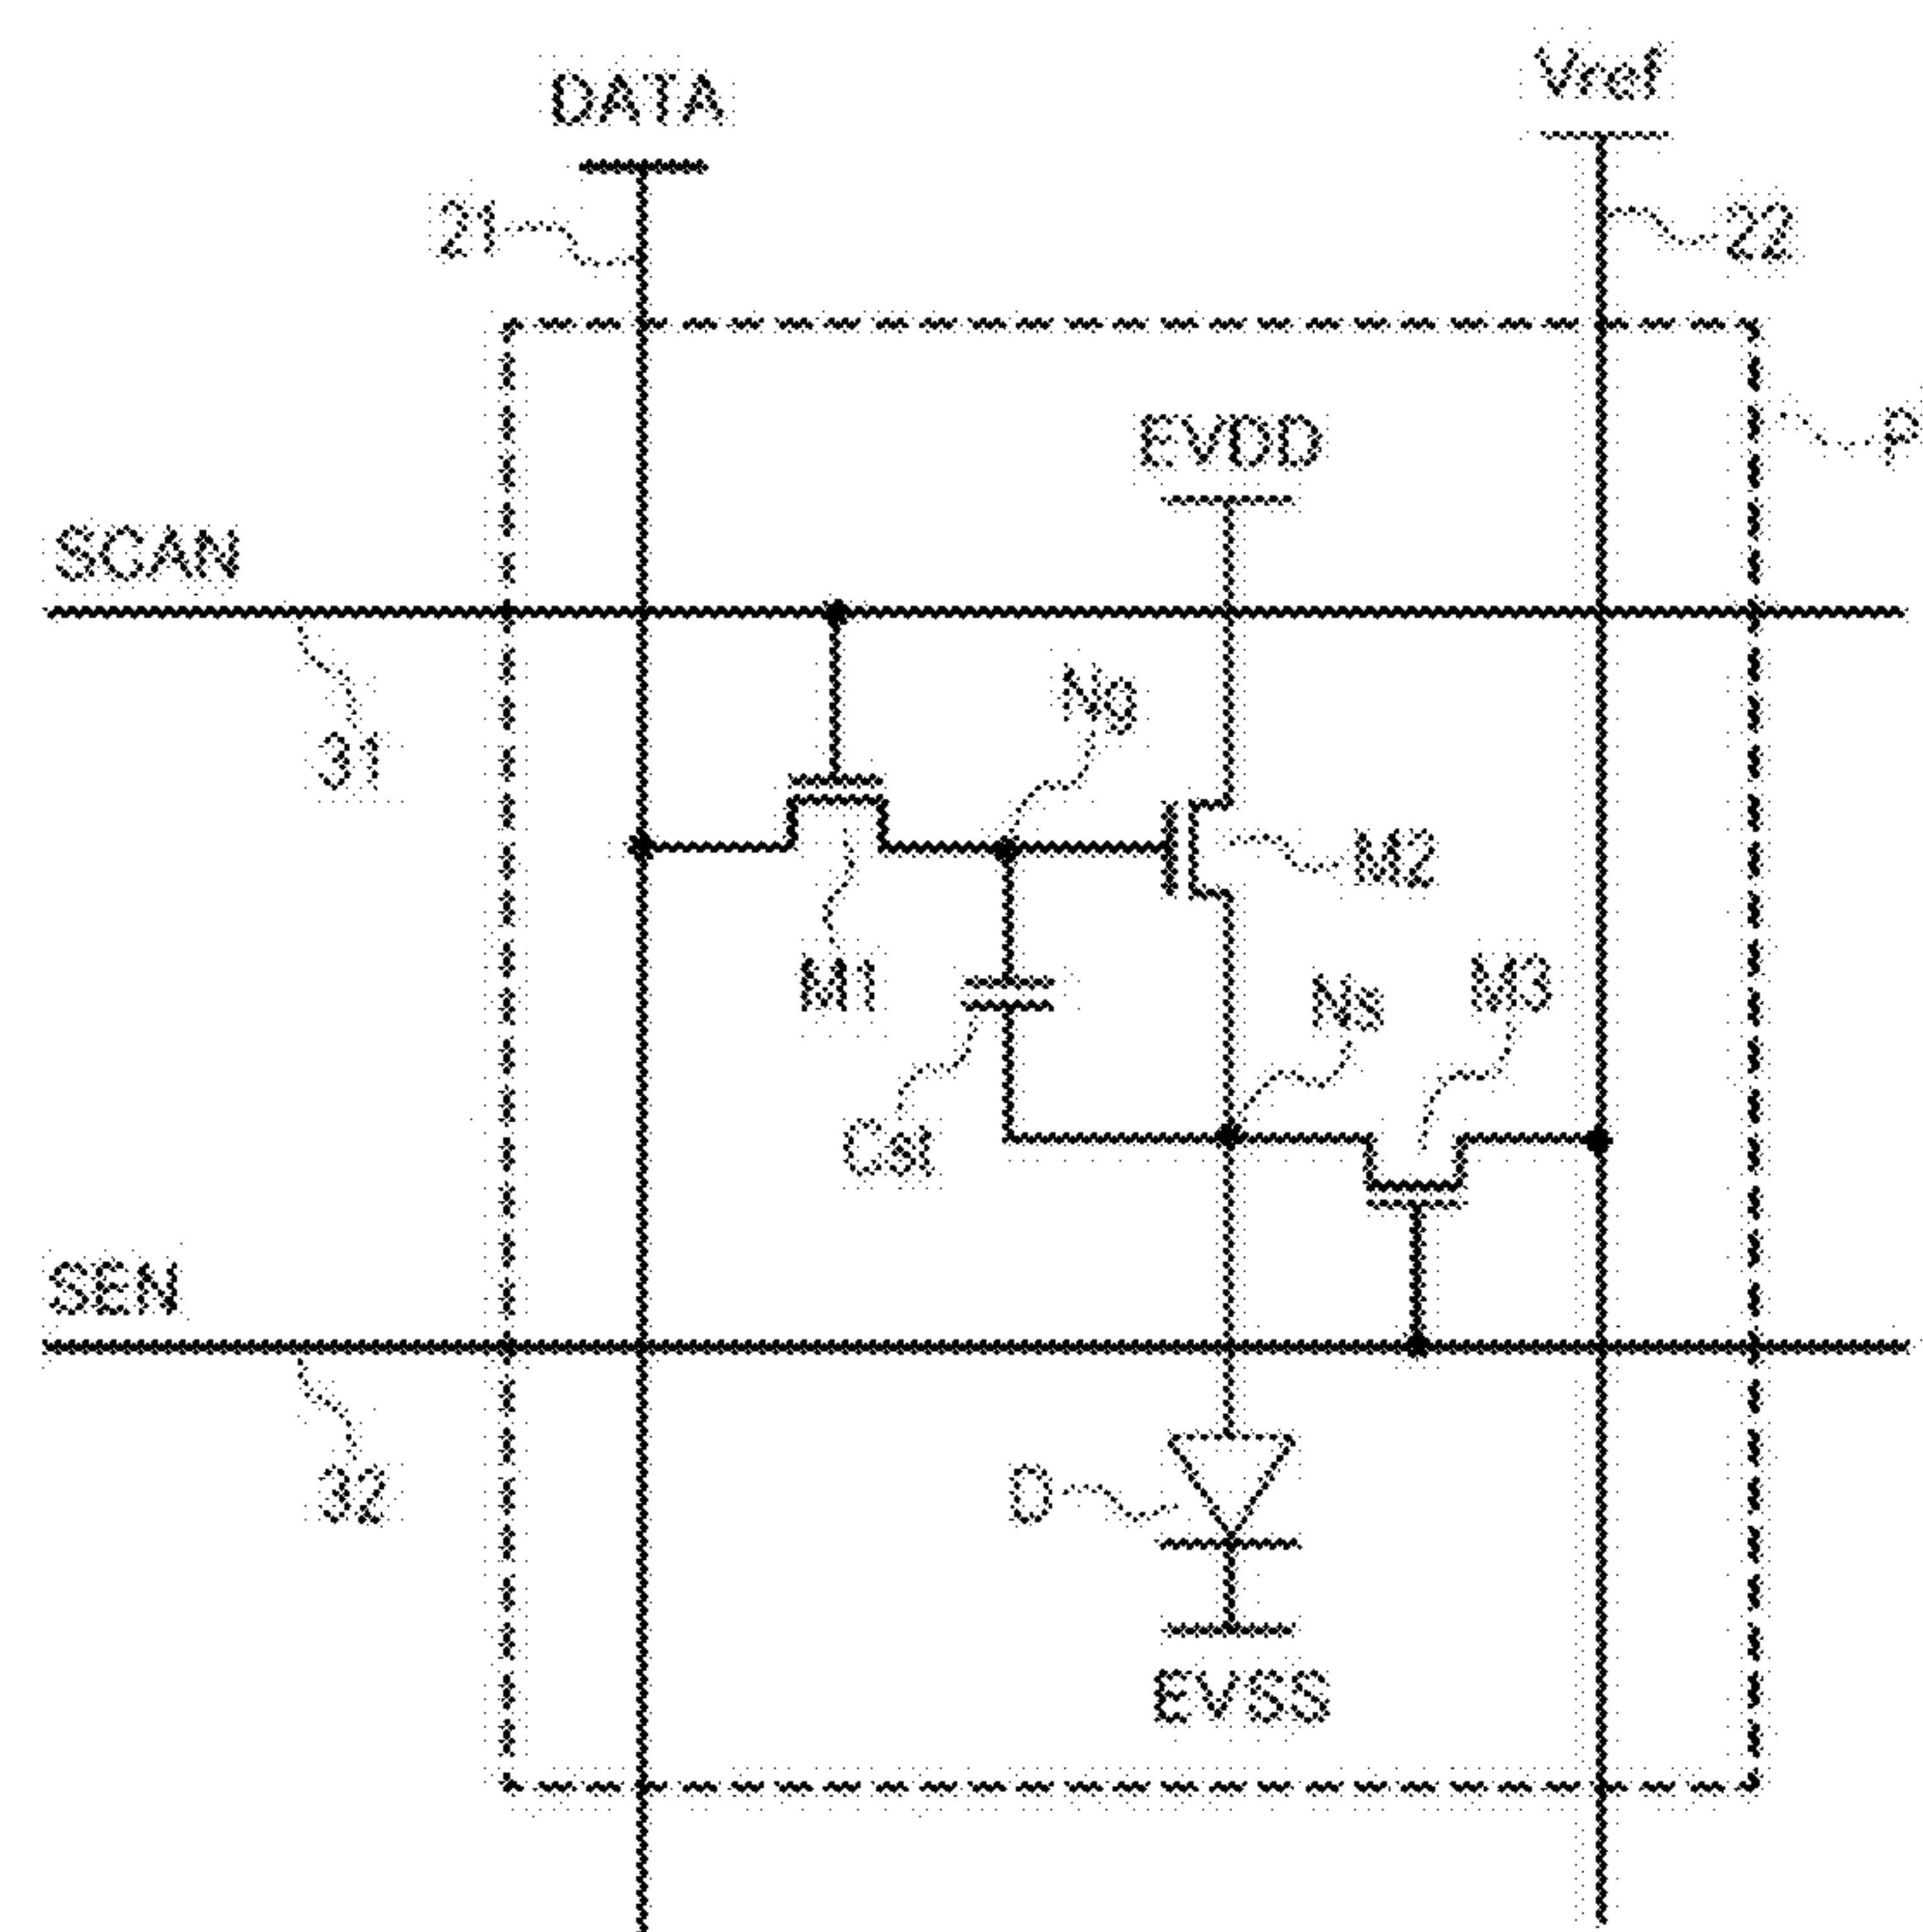 DATA
Vref
21
22
EVDD
P
SCAN
Ng
31
M2
M1
Ns
M3
Cst
SEN
32
D
EVSS